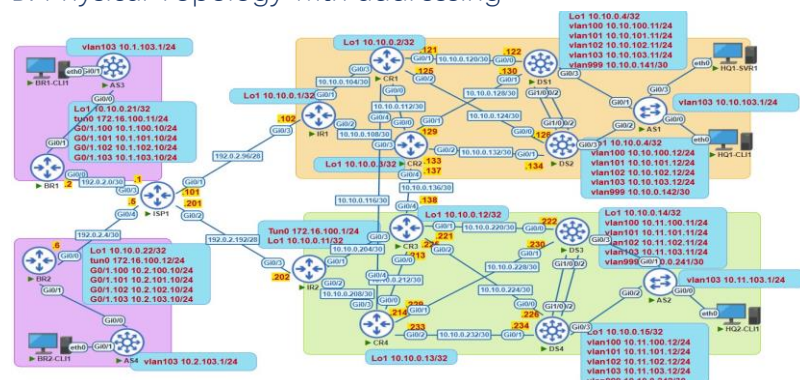 vlan103 10.1.103.1/24
BR1-CLI1
eth0
Gi0/1
AS3
Gi0/0
Lo1 10.10.0.21/32
tun0 172.16.100.11/24
G0/1.100 10.1.100.10/24
G0/1.101 10.1.101.10/24
G0/1.102 10.1.102.10/24
G0/1.103 10.1.103.10/24
Gi0/1
BR1
Gi0/0
.2
192.0.2.0/30
.1
Gi0/3
ISP1
.5
Gi0/4
192.0.2.4/30
.6
Gi0/0
BR2
Gi0/1
Lo1 10.10.0.22/32
tun0 172.16.100.12/24
G0/1.100 10.2.100.10/24
G0/1.101 10.2.101.10/24
G0/1.102 10.2.102.10/24
G0/1.103 10.2.103.10/24
Gi0/0
BR2-CLI1
eth0
Gi0/1
AS4
vlan103 10.2.103.1/24
Gi0/1
.101
.201
Gi0/2
192.0.2.96/28
192.0.2.192/28
.102
Gi0/3
Lo1 10.10.0.1/32
IR1
10.10.0.104/30
10.10.0.108/30
Lo1 10.10.0.2/32
CR1
.121
10.10.0.120/30
.122
DS1
.125
10.10.0.112/30
10.10.0.128/30
.130
10.10.0.124/30
.129
CR2
10.10.0.132/30
.126
DS2
.133
.134
.137
10.10.0.136/30
.138
10.10.0.116/30
Lo1 10.10.0.4/32
vlan100 10.10.100.11/24
vlan101 10.10.101.11/24
vlan102 10.10.102.11/24
vlan103 10.10.103.11/24
vlan999 10.10.0.141/30
HQ1-SVR1
eth0
AS1
vlan103 10.10.103.1/24
eth0
HQ1-CLI1
vlan100 10.10.100.12/24
vlan101 10.10.101.12/24
vlan102 10.10.102.12/24
vlan103 10.10.103.12/24
vlan999 10.10.0.142/30
Tun0 172.16.100.1/24
Lo1 10.10.0.11/32
.202
Gi0/3
IR2
10.10.0.204/30
10.10.0.208/30
CR3
Lo1 10.10.0.12/32
.221
10.10.0.220/30
.222
DS3
.213
10.10.0.212/30
10.10.0.228/30
.230
10.10.0.224/30
.214
CR4
.233
10.10.0.232/30
.234
.226
DS4
Lo1 10.10.0.13/32
Lo1 10.10.0.14/32
vlan100 10.11.100.11/24
vlan101 10.11.101.11/24
vlan102 10.11.102.11/24
vlan103 10.11.103.11/24
AS2
vlan103 10.11.103.1/24
eth0
HQ2-CLI1
Lo1 10.10.0.15/32
vlan100 10.11.100.12/24
vlan101 10.11.101.12/24
vlan102 10.11.102.12/24
vlan103 10.11.103.12/24